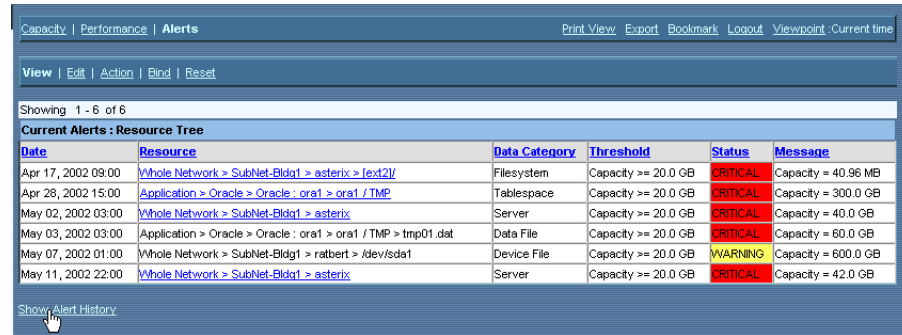 Capacity | Performance | Alerts Print View Export Bookmark Logout Viewpoint :Current time
View | Edit | Action | Bind | Reset
Showing 1 - 6 of 6
Current Alerts : Resource Tree
Date Resource Data Category Threshold Status Message
Apr 17, 2002 09:00 Whole Network > SubNet-Bldg1 > asterix > [ext2]/ Filesystem Capacity >= 20.0 GB CRITICAL Capacity = 40.96 MB
Apr 28, 2002 15:00 Application > Oracle > Oracle : ora1 > ora1 / TMP Tablespace Capacity >= 20.0 GB CRITICAL Capacity = 300.0 GB
May 02, 2002 03:00 Whole Network > SubNet-Bldg1 > asterix Server Capacity >= 20.0 GB CRITICAL Capacity = 40.0 GB
May 03, 2002 03:00 Application > Oracle > Oracle : ora1 > ora1 / TMP > tmp01.dat Data File Capacity >= 20.0 GB CRITICAL Capacity = 60.0 GB
May 07, 2002 01:00 Whole Network > SubNet-Bldg1 > ratbert > /dev/sda1 Device File Capacity >= 20.0 GB WARNING Capacity = 600.0 GB
May 11, 2002 22:00 Whole Network > SubNet-Bldg1 > asterix Server Capacity >= 20.0 GB CRITICAL Capacity = 42.0 GB
Show Alert History